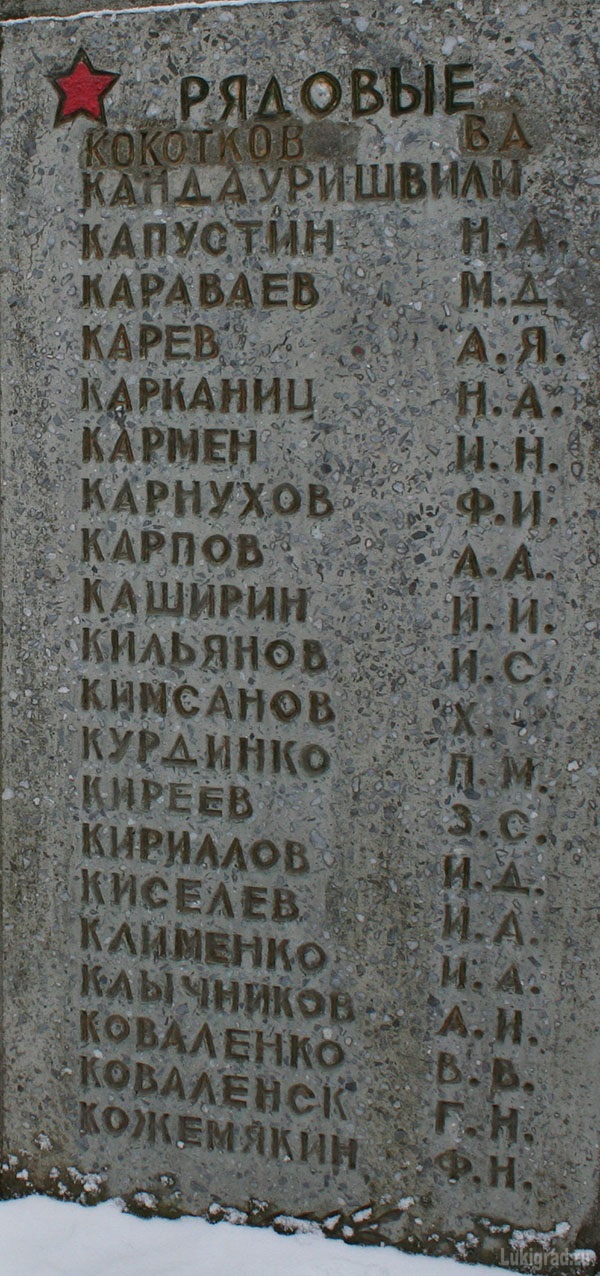 РЯДОВЫЕ
КОКОТКОВ ВА
КАНДАУРИШВИЛИ
КАПУСТИН Н.А.
КАРАВАЕВ М.Д.
КАРЕВ А.Я.
КАРКАНИЦ Н.А.
КАРМЕН И.Н.
КАРНУХОВ Ф.И.
КАРПОВ А.А.
КАШИРИН И.И.
КИЛЬЯНОВ И.С.
КИМСАНОВ Х.
КУРДИНКО П.М.
КИРЕЕВ З.С.
КИРИЛЛОВ И.Д.
КИСЕЛЕВ И.А.
КЛИМЕНКО И.А.
КЛЫЧНИКОВ А.И.
КОВАЛЕНКО В.В.
КОВАЛЕНСК Г.Н.
КОЖЕМЯКИН Ф.Н.
Lukigrad.ru